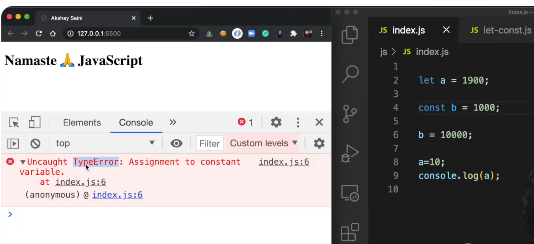 Akshay Saini
127.0.0.1:5500
Namaste 🙏 JavaScript
Elements Console » 1
top Filter Custom levels
Uncaught TypeError: Assignment to constant variable. index.js:6
at index.js:6
(anonymous) @ index.js:6
index.js
index.js let-const.js
js > index.js
1
2 let a = 1900;
3
4 const b = 1000;
5
6 b = 10000;
7
8 a=10;
9 console.log(a);
10